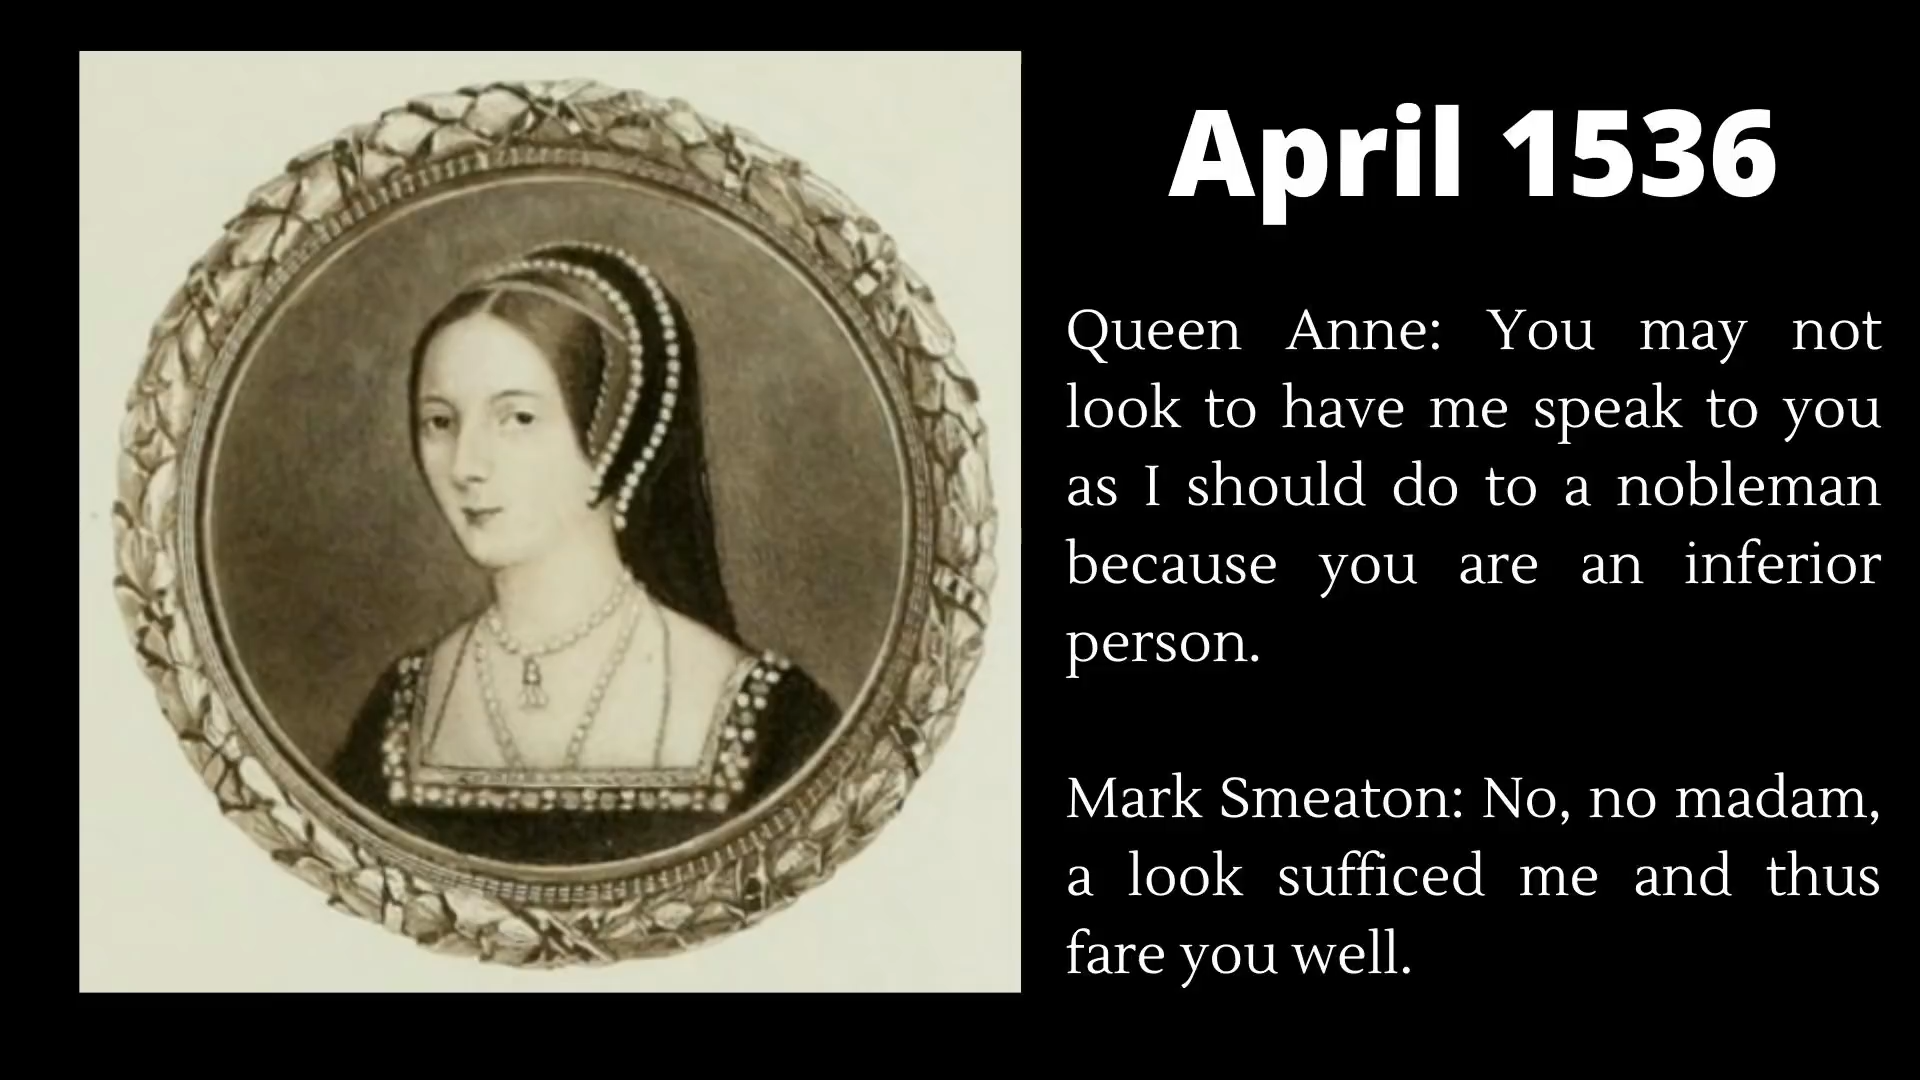 April 1536
Queen Anne: You may not
look to have me speak to you
as I should do to a nobleman
because you are an inferior
person.
Mark Smeaton: No, no madam,
a look sufficed me and thus
fare you well.